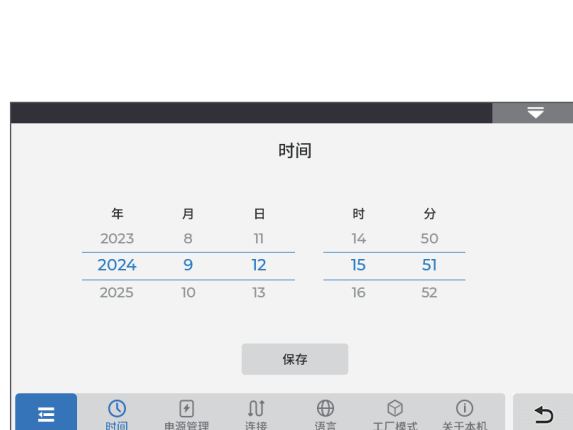 时间
年 月 日 时 分
2023 8 11 14 50
2024 9 12 15 51
2025 10 13 16 52
保存
时间 电源管理 连接 语言 工厂模式 关于本机